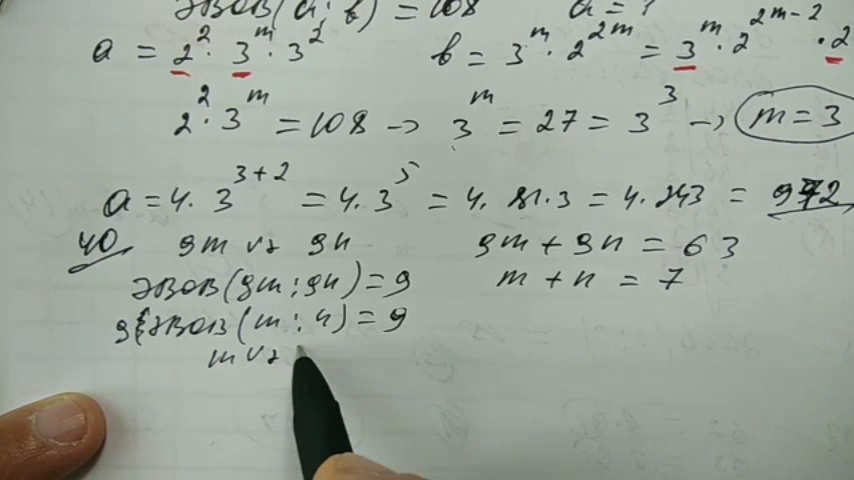 ƏBOB(a; b) = 108 a = ?
a = 2² · 3ᵐ · 3² b = 3ᵐ · 2²ᵐ = 3ᵐ · 2²ᵐ⁻² · 2
2² · 3ᵐ = 108 → 3ᵐ = 27 = 3³ → m = 3
a = 4 · 3³⁺² = 4 · 3⁵ = 4 · 81 · 3 = 4 · 243 = 972
40 9m və 9n 9m + 9n = 63
ƏBOB(9m; 9n) = 9 m + n = 7
ƏBOB(m; n) = 9
m və